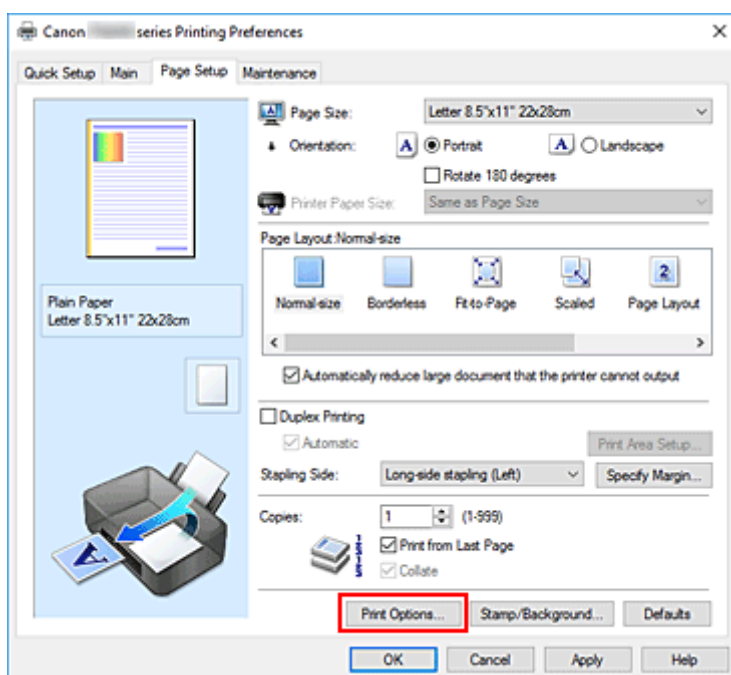 Canon series Printing Preferences
Quick Setup Main Page Setup Maintenance
Page Size: Letter 8.5"x11" 22x28cm
Orientation: A Portrait A Landscape
Rotate 180 degrees
Printer Paper Size: Same as Page Size
Page Layout:Normal-size
Normal-size Borderless Fit-to-Page Scaled 2 Page Layout
Plain Paper
Letter 8.5"x11" 22x28cm
Automatically reduce large document that the printer cannot output
Duplex Printing
Automatic
Print Area Setup...
Stapling Side: Long-side stapling (Left) Specify Margin...
Copies: 1 (1-999)
Print from Last Page
Collate
A
Print Options... Stamp/Background... Defaults
OK Cancel Apply Help